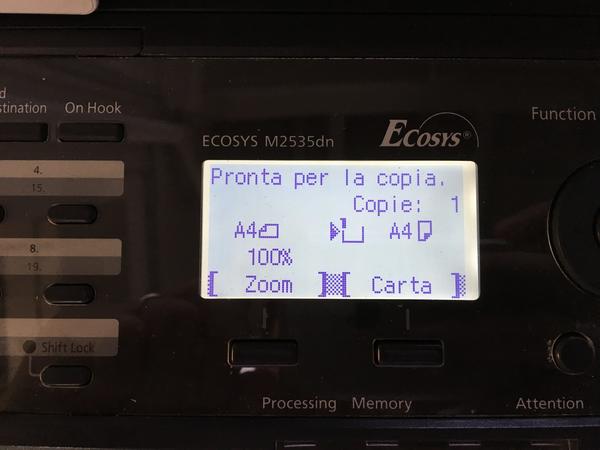 d
stination
On Hook
Function
ECOSYS M2535dn
ECOSYS®
4.
15.
Pronta per la copia.
Copie: 1
A4 A4
100%
[ Zoom ] [ Carta ]
8.
19.
Shift Lock
Processing Memory Attention